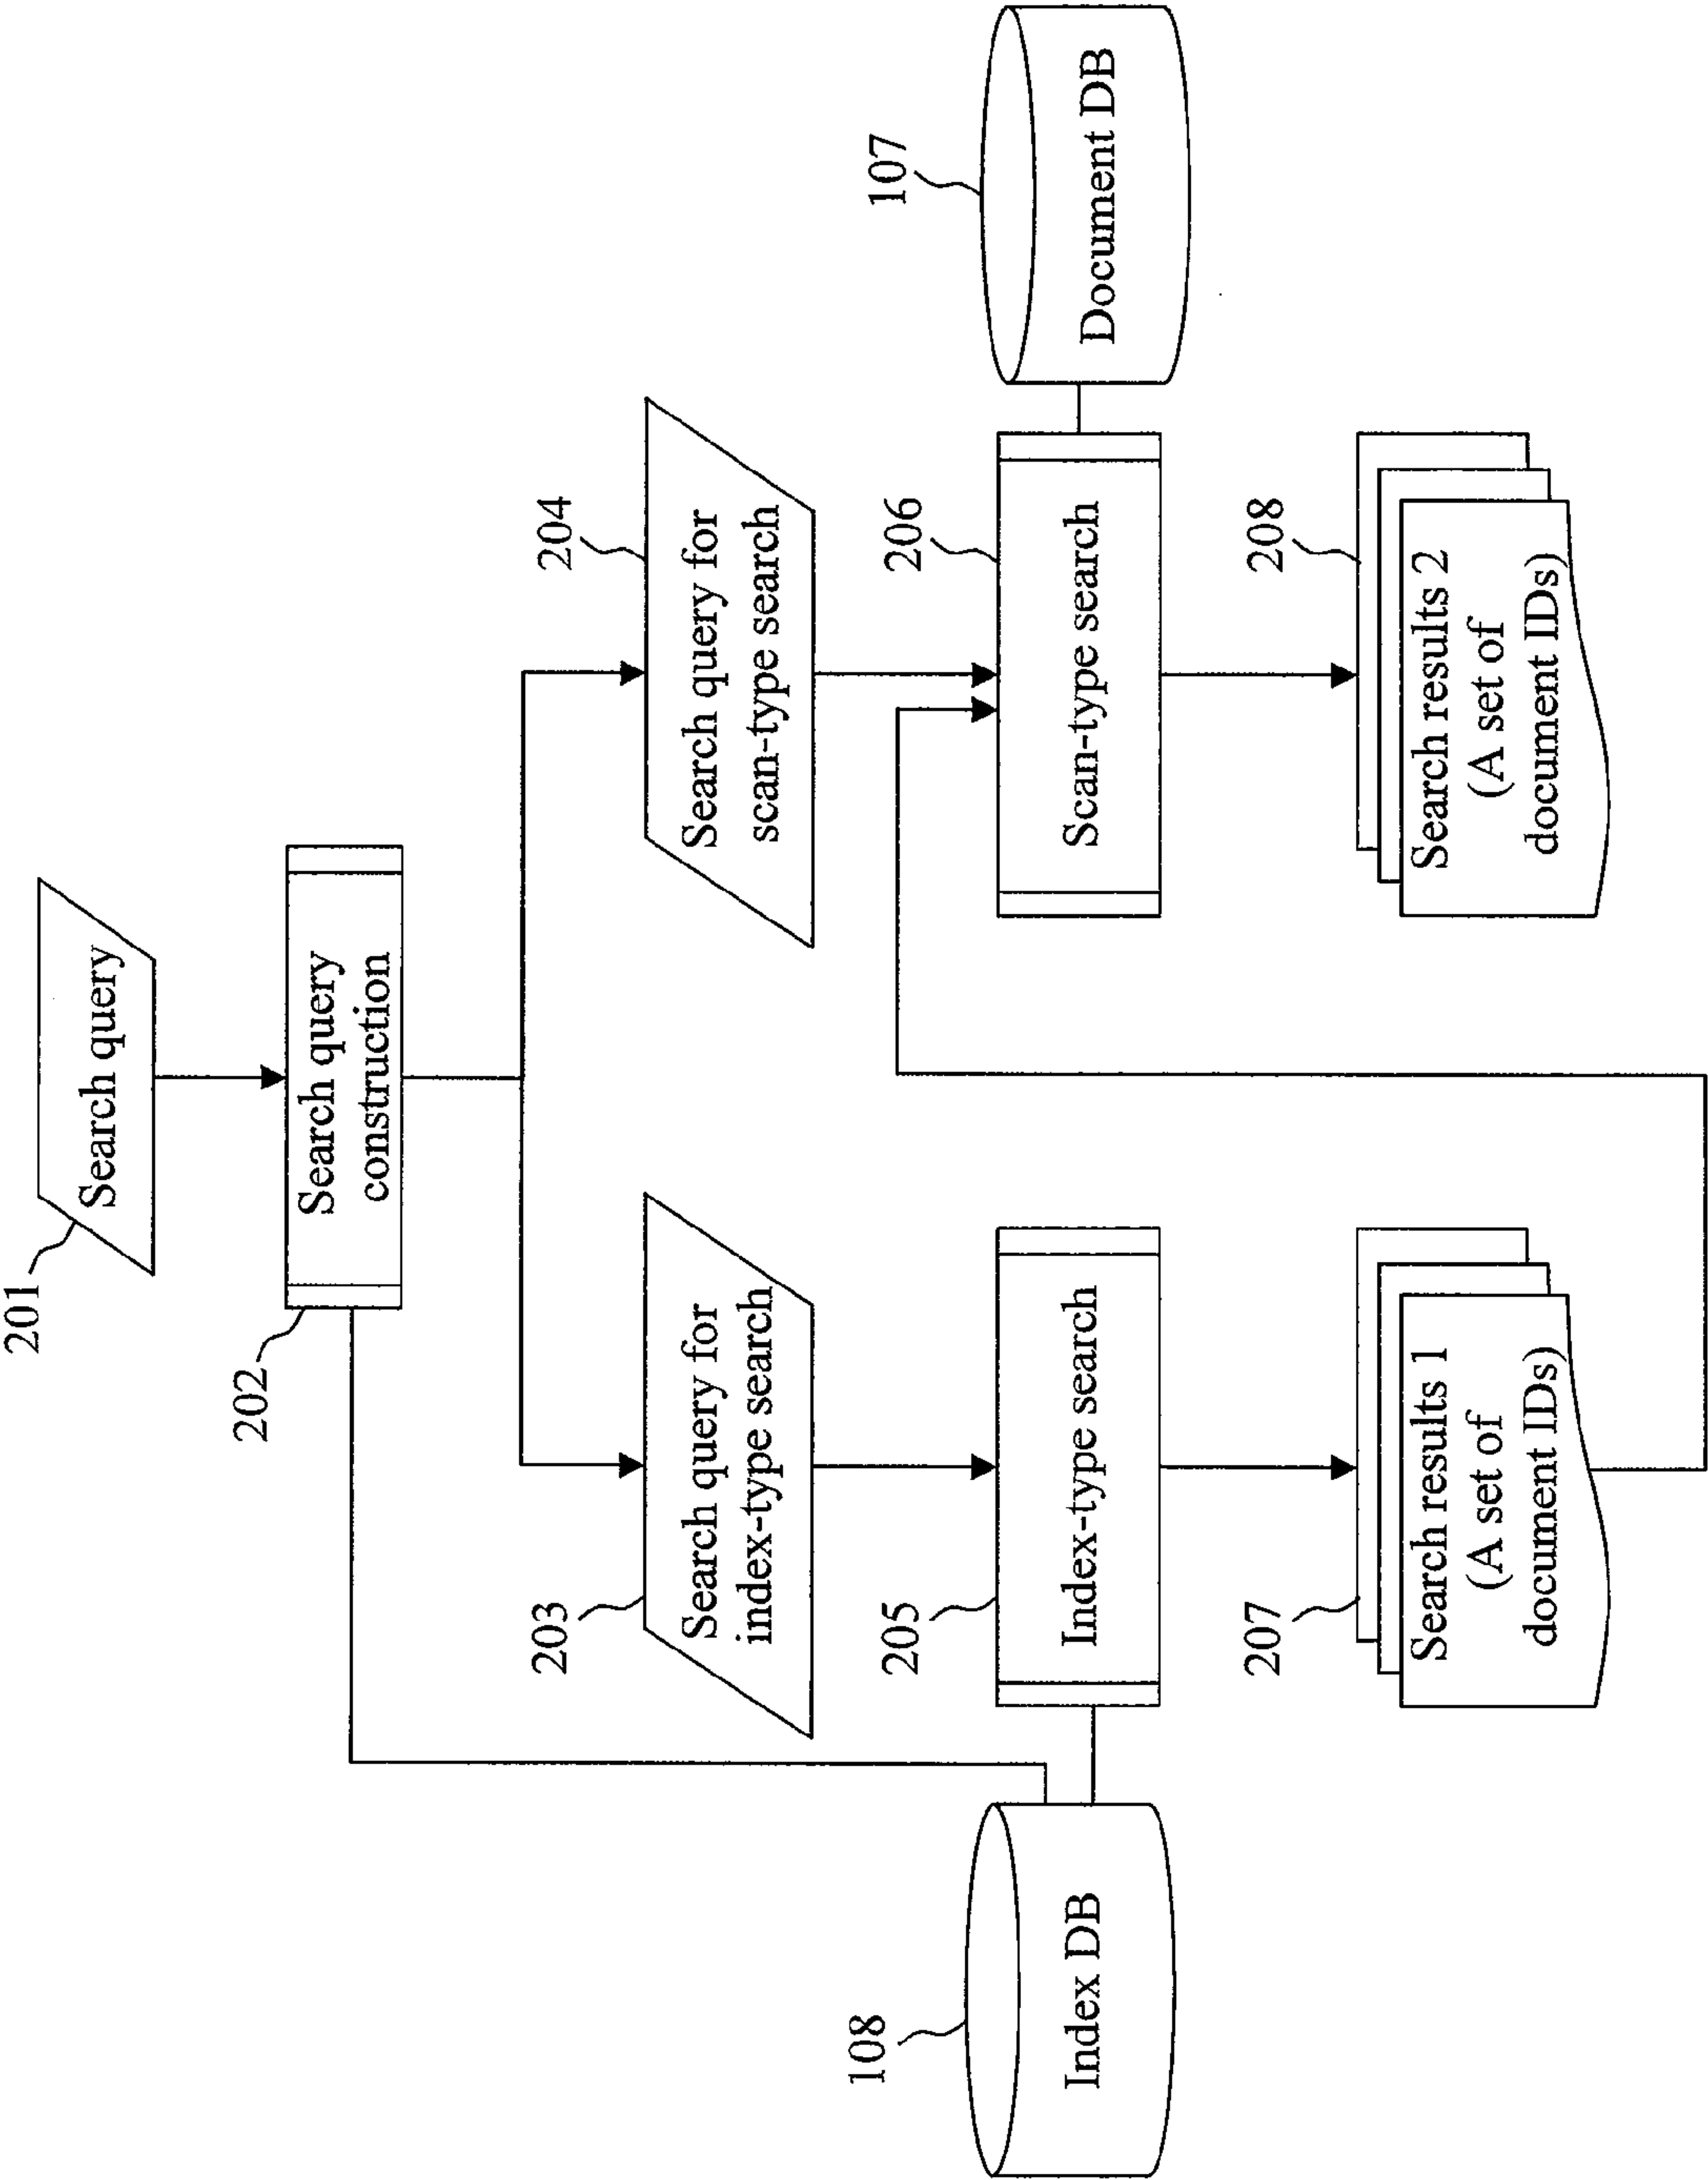 201
Search query
202
Search query
construction
203
Search query for
index-type search
204
Search query for
scan-type search
108
Index DB
205
Index-type search
206
Scan-type search
107
Document DB
207
Search results 1
(A set of
document IDs)
208
Search results 2
(A set of
document IDs)